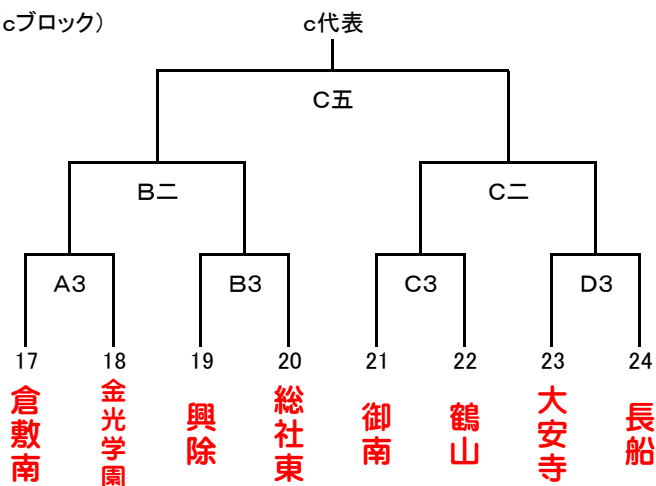 cブロック)
c代表
C五
B二
C二
A3
B3
C3
D3
17
18
19
20
21
22
23
24
倉敷南
金光学園
興除
総社東
御南
鶴山
大安寺
長船